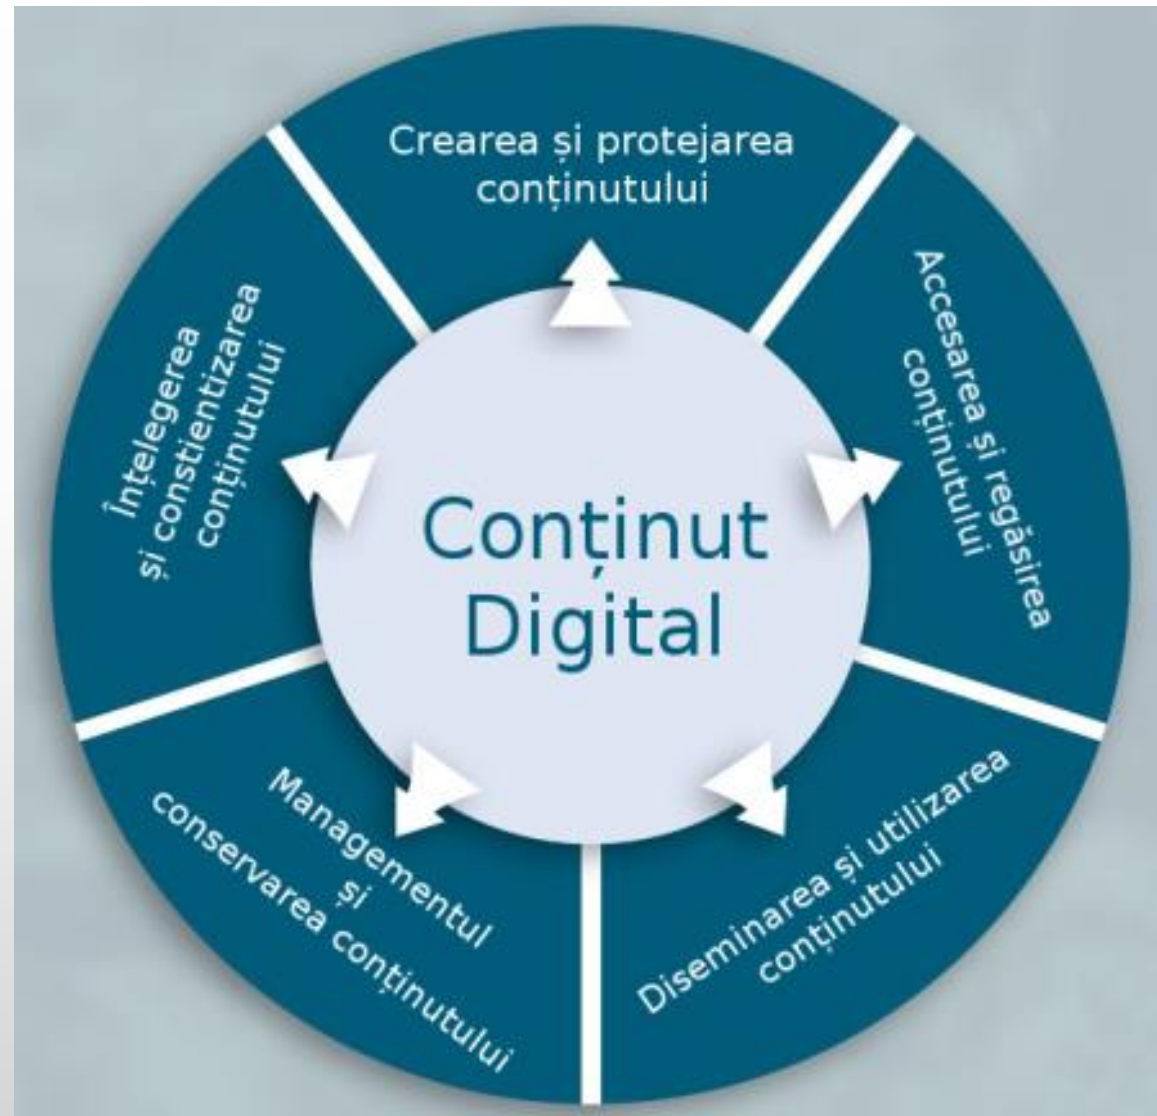 Crearea și protejarea
conținutului
Accesarea și regăsirea
conținutului
Diseminarea și utilizarea
conținutului
Managementul
și
conservarea conținutului
Înțelegerea
și constientizarea
conținutului
Conținut
Digital